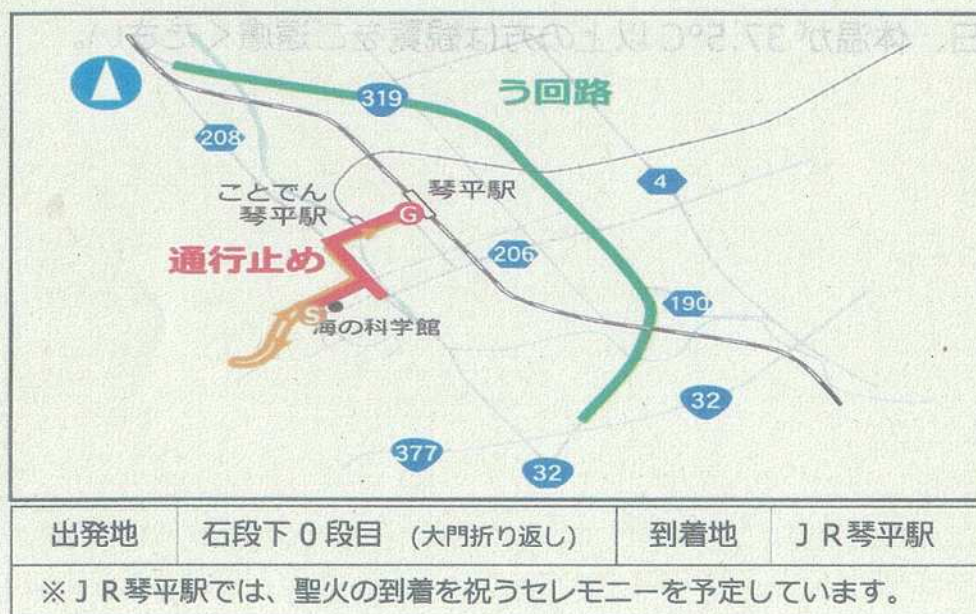 319
う回路
208
4
ことでん
琴平駅
琴平駅
G
206
通行止め
190
S
海の科学館
32
377
32
出発地 石段下0段目 (大門折り返し) 到着地 JR琴平駅
※JR琴平駅では、聖火の到着を祝うセレモニーを予定しています。